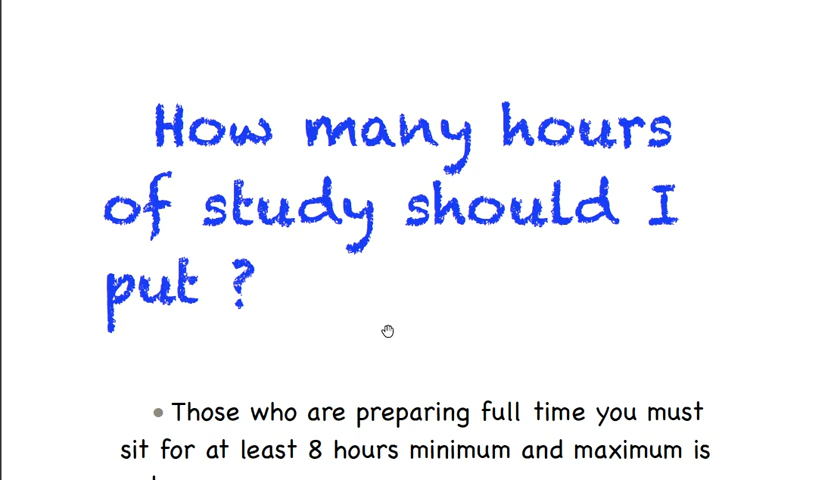 How many hours
of study should I
put ?
• Those who are preparing full time you must
sit for at least 8 hours minimum and maximum is